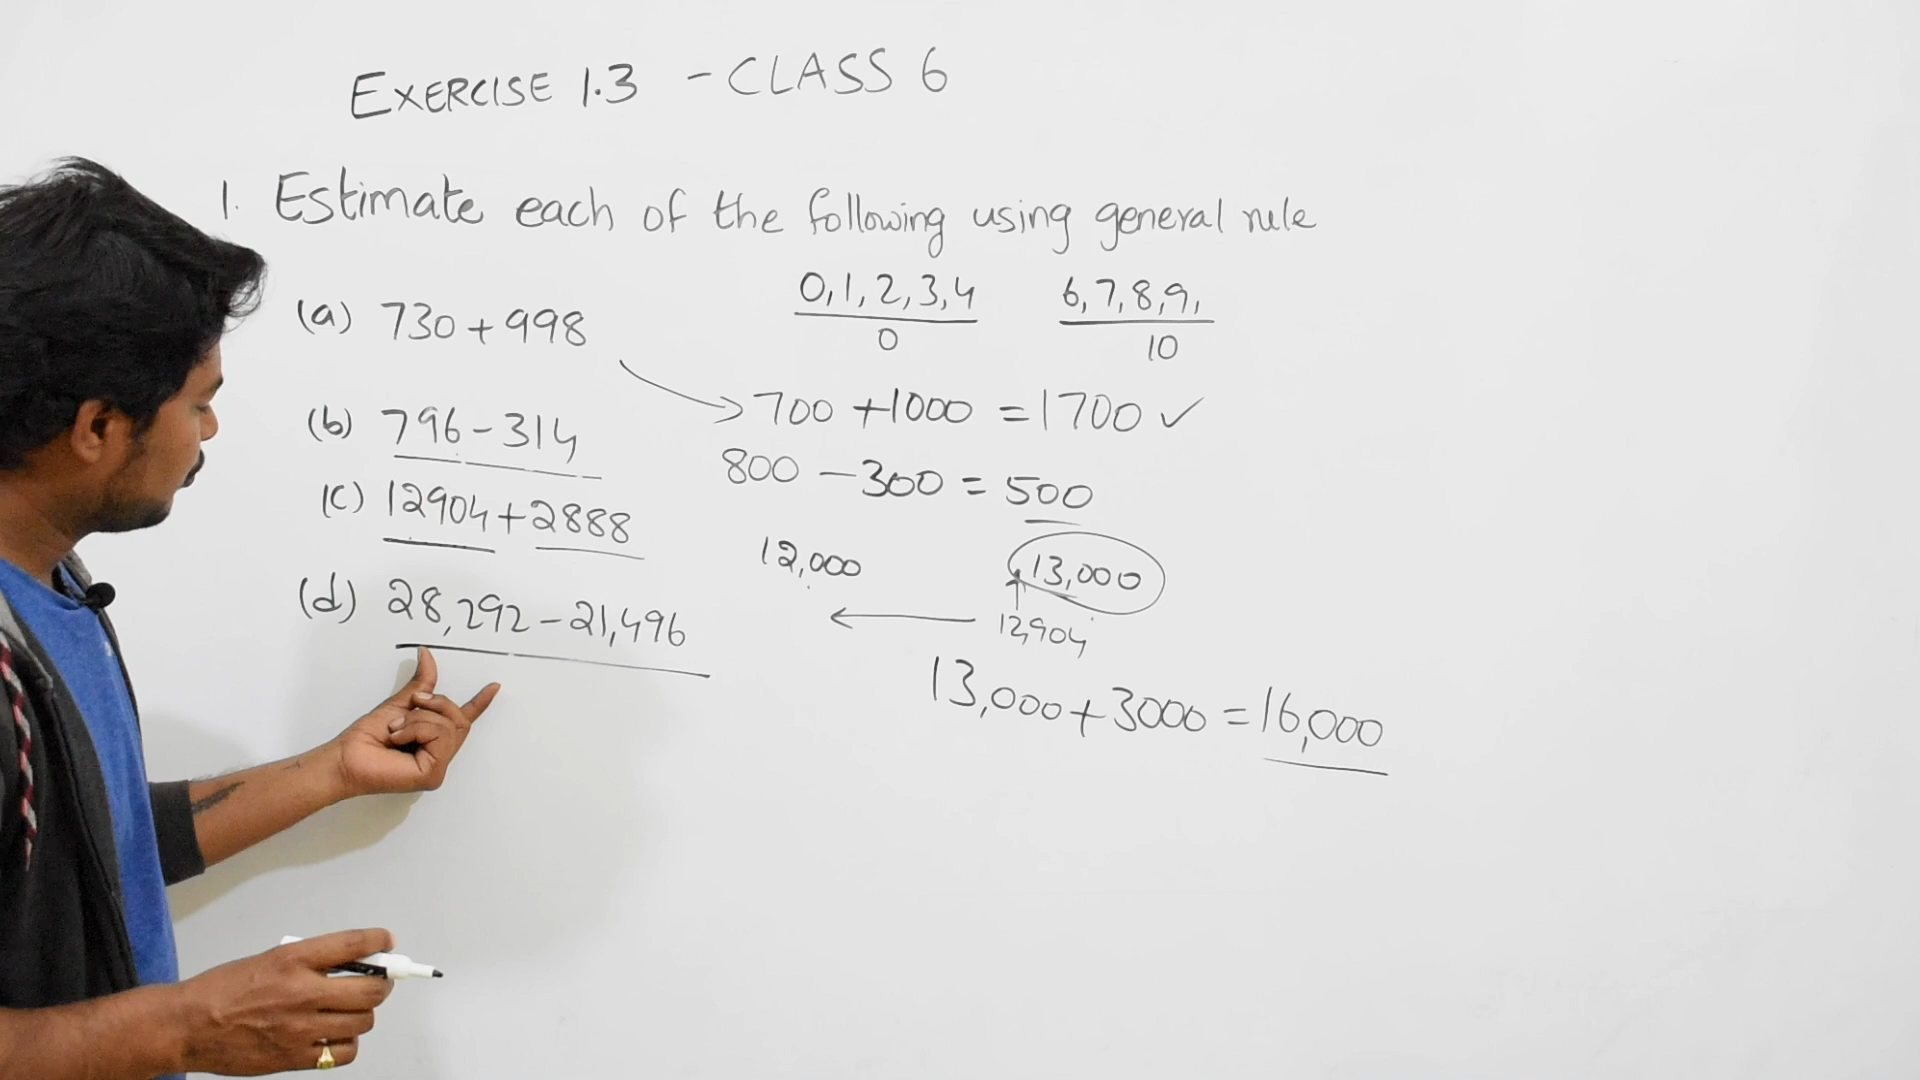 EXERCISE 1.3 - CLASS 6
1. Estimate each of the following using general rule
0,1,2,3,4 6,7,8,9,
0 10
(a) 730+998
700 +1000 = 1700 ✓
(b) 796-314
800 - 300 = 500
(c) 12904+2888
12,000 13,000
12,904
(d) 28,292-21,496
13,000+3000 = 16,000